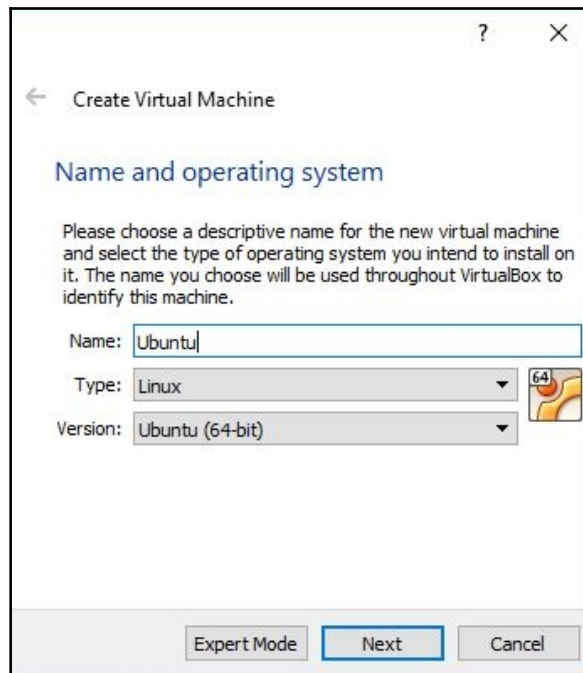 ?
Create Virtual Machine
Name and operating system
Please choose a descriptive name for the new virtual machine
and select the type of operating system you intend to install on
it. The name you choose will be used throughout VirtualBox to
identify this machine.
Name: Ubuntu
Type: Linux
64
Version: Ubuntu (64-bit)
Expert Mode Next Cancel